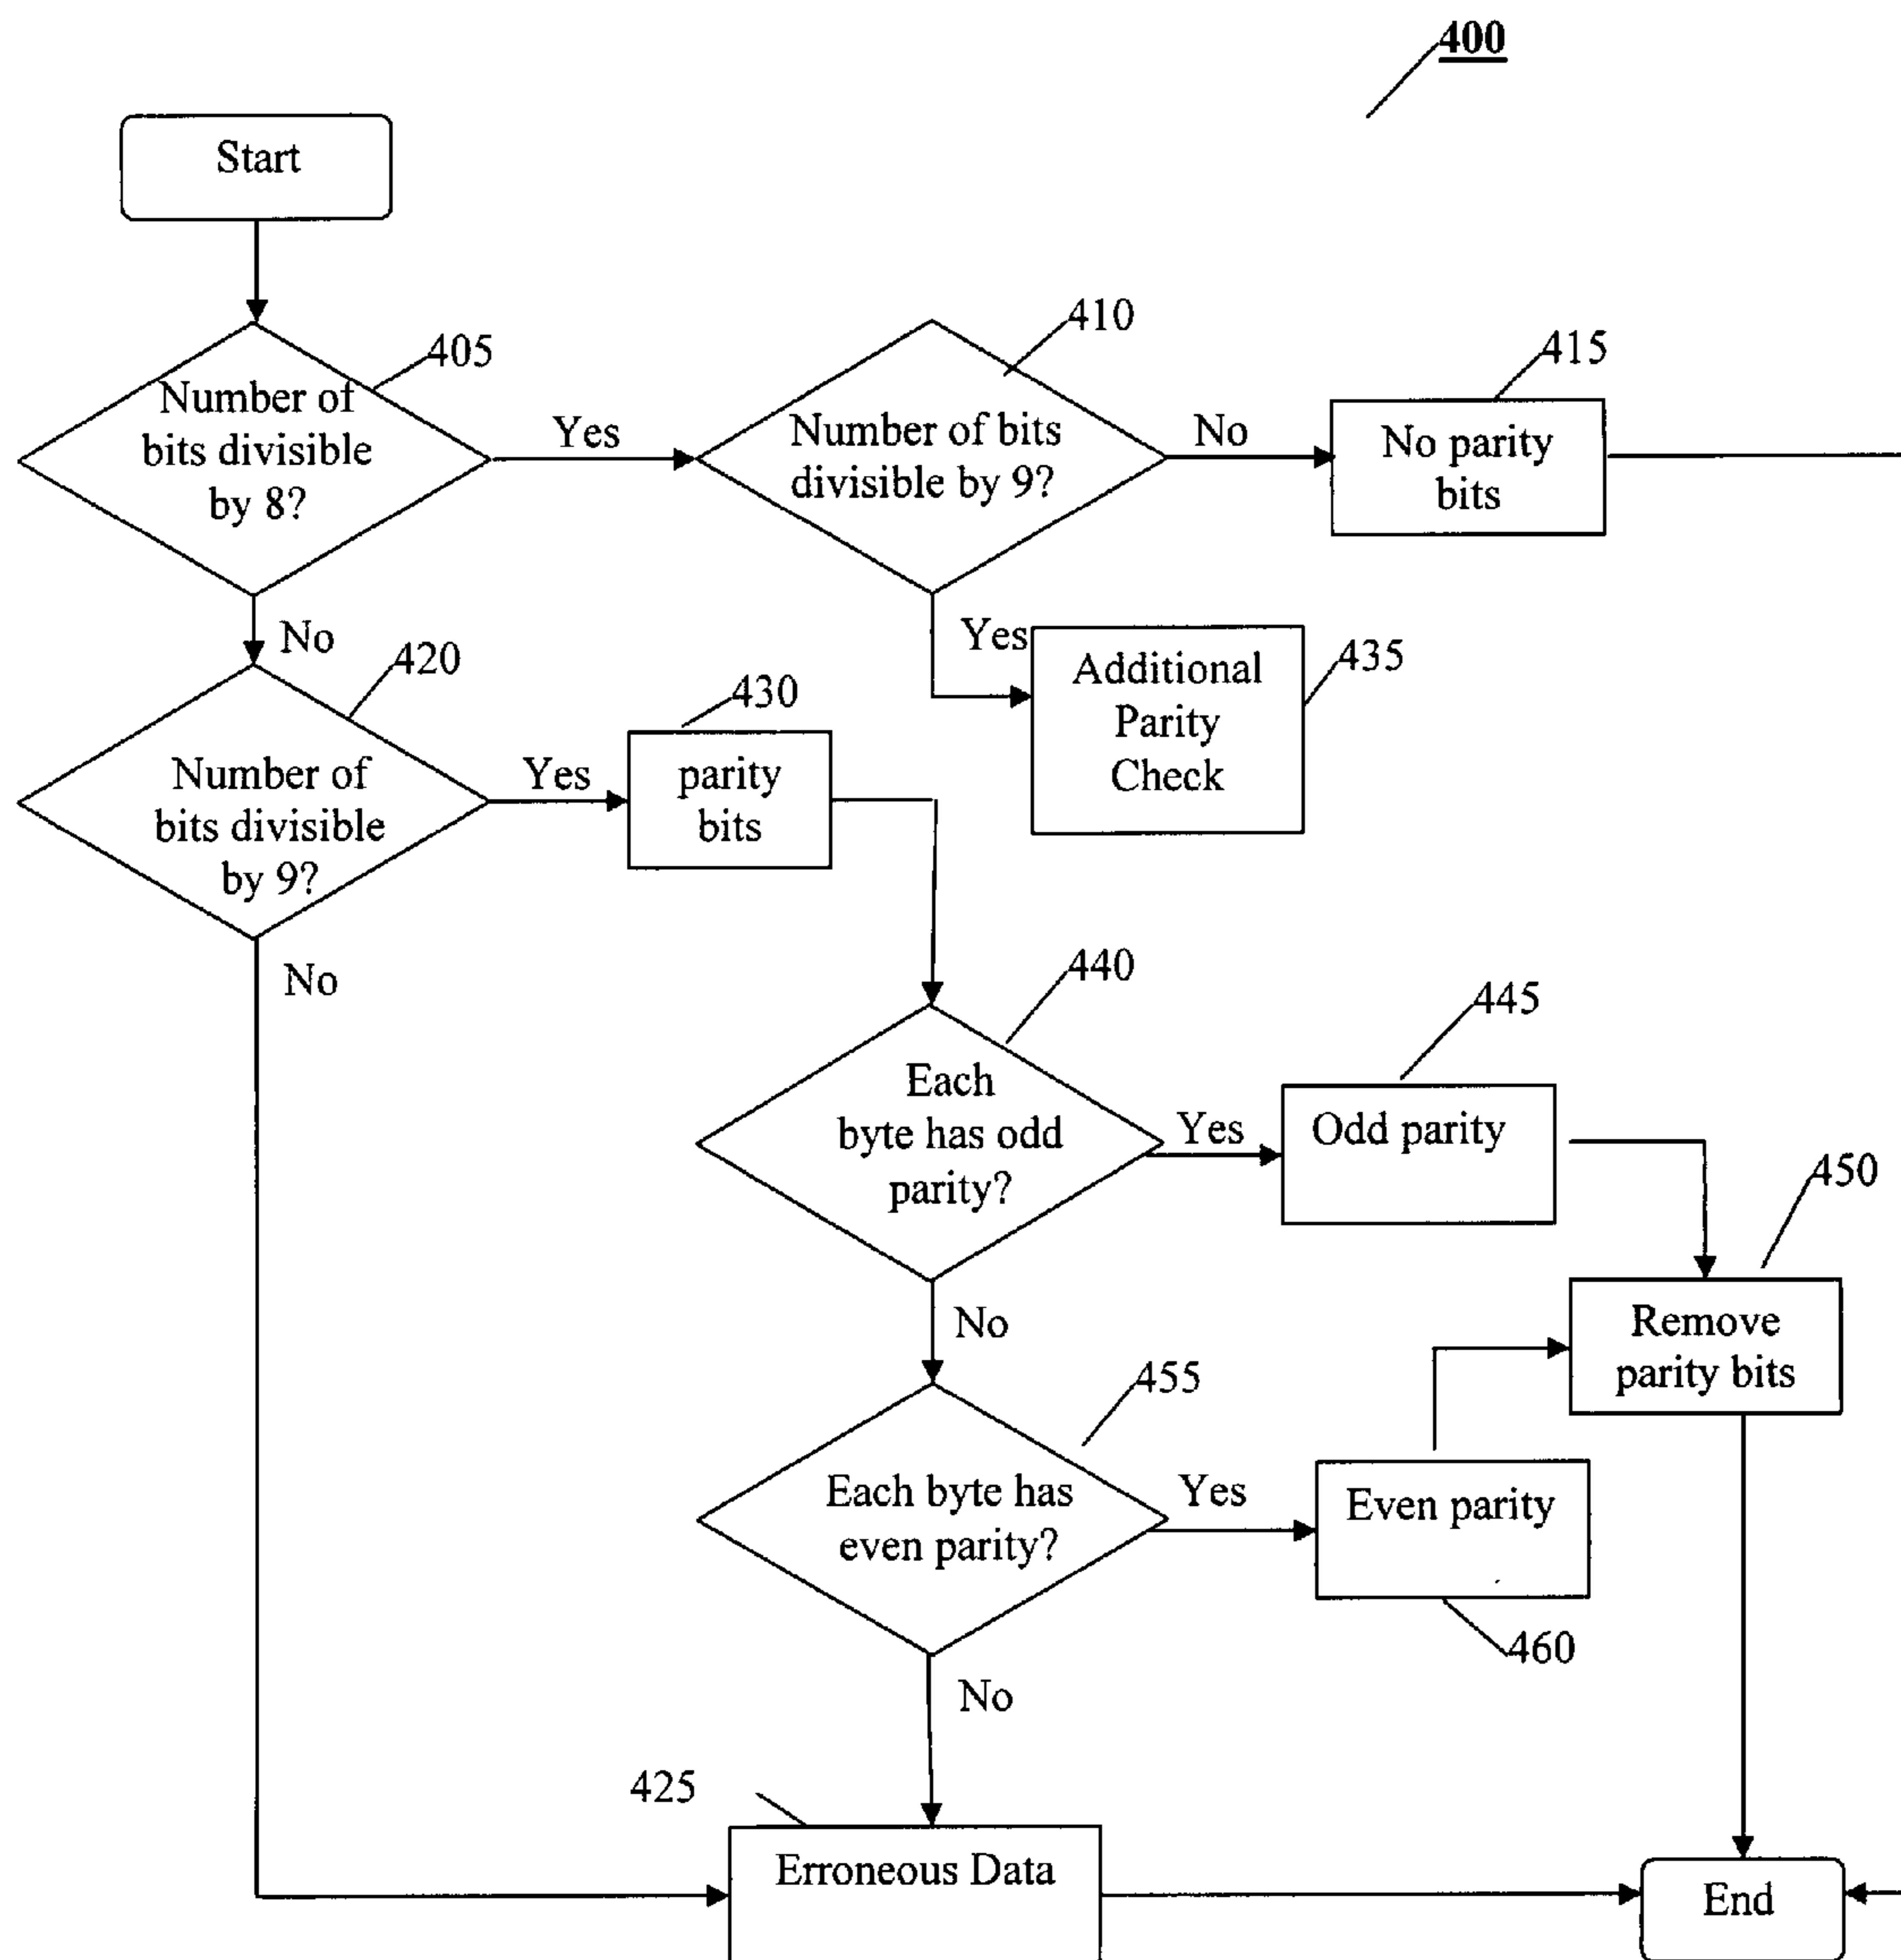 400
Start
405
Number of
bits divisible
by 8?
Yes
410
Number of bits
divisible by 9?
No
415
No parity
bits
No
Yes
435
Additional
Parity
Check
420
Number of
bits divisible
by 9?
Yes
430
parity
bits
No
440
Each
byte has odd
parity?
Yes
445
Odd parity
450
Remove
parity bits
No
455
Each byte has
even parity?
Yes
Even parity
460
No
425
Erroneous Data
End